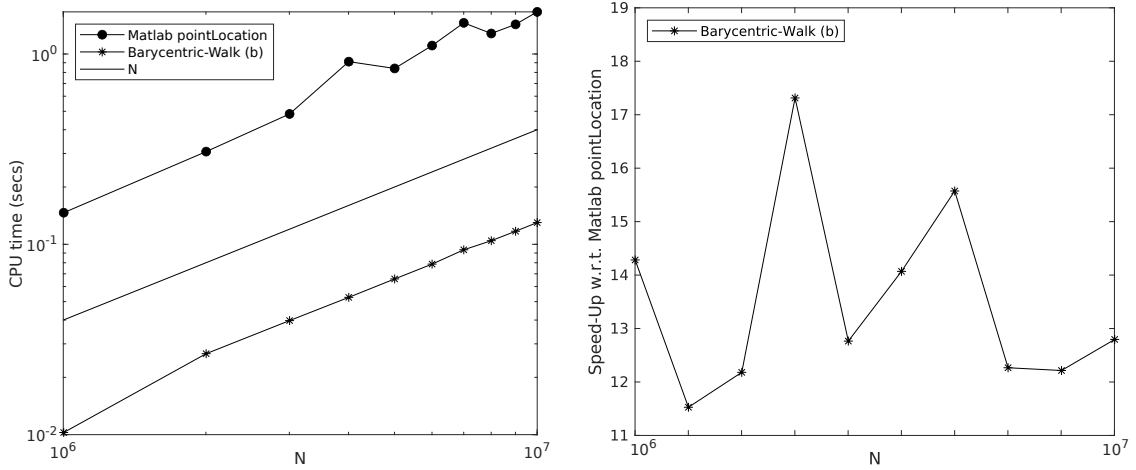 Matlab pointLocation
Barycentric-Walk (b)
N
10^0
10^-1
10^-2
CPU time (secs)
10^6
10^7
N
Barycentric-Walk (b)
19
18
17
16
15
14
13
12
11
Speed-Up w.r.t. Matlab pointLocation
10^6
10^7
N